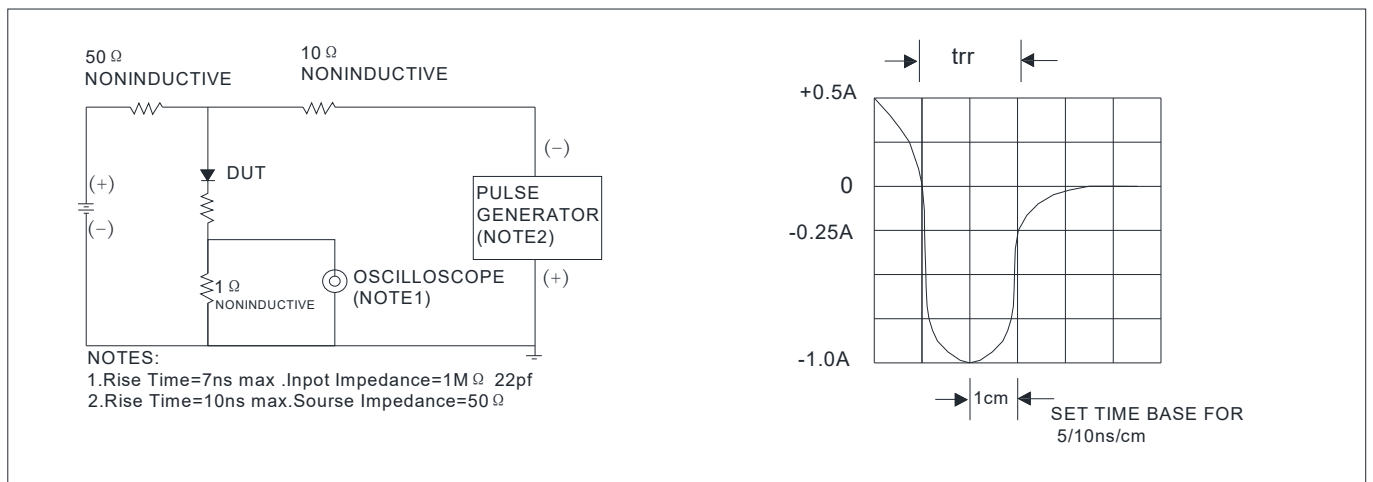 50 Ω
NONINDUCTIVE
10 Ω
NONINDUCTIVE
(+)
(−)
DUT
1 Ω
NONINDUCTIVE
OSCILLOSCOPE
(NOTE1)
(−)
PULSE
GENERATOR
(NOTE2)
(+)
NOTES:
1.Rise Time=7ns max .Inpot Impedance=1M Ω 22pf
2.Rise Time=10ns max.Sourse Impedance=50 Ω
trr
+0.5A
0
-0.25A
-1.0A
1cm
SET TIME BASE FOR
5/10ns/cm